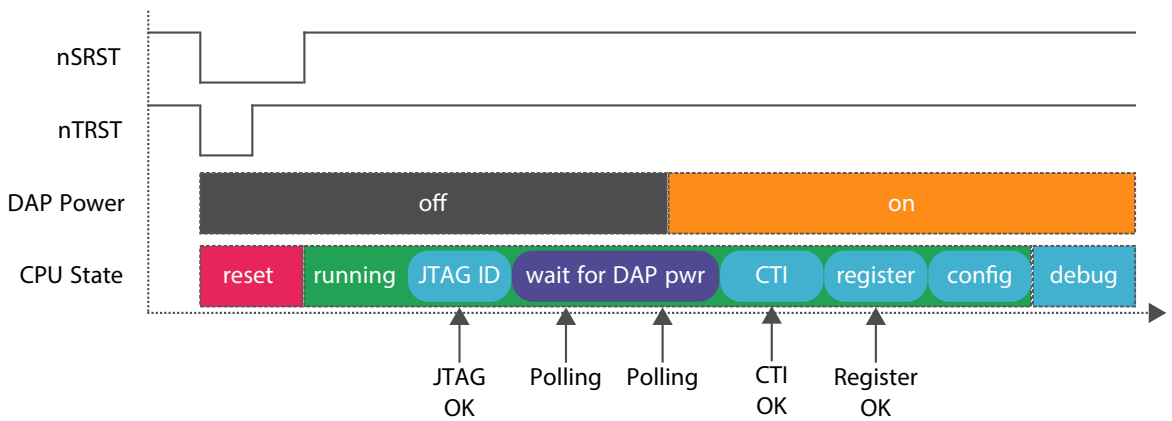 nSRST
nTRST
DAP Power
off
on
CPU State
reset
running
JTAG ID
wait for DAP pwr
CTI
register
config
debug
JTAG
OK
Polling
Polling
CTI
OK
Register
OK